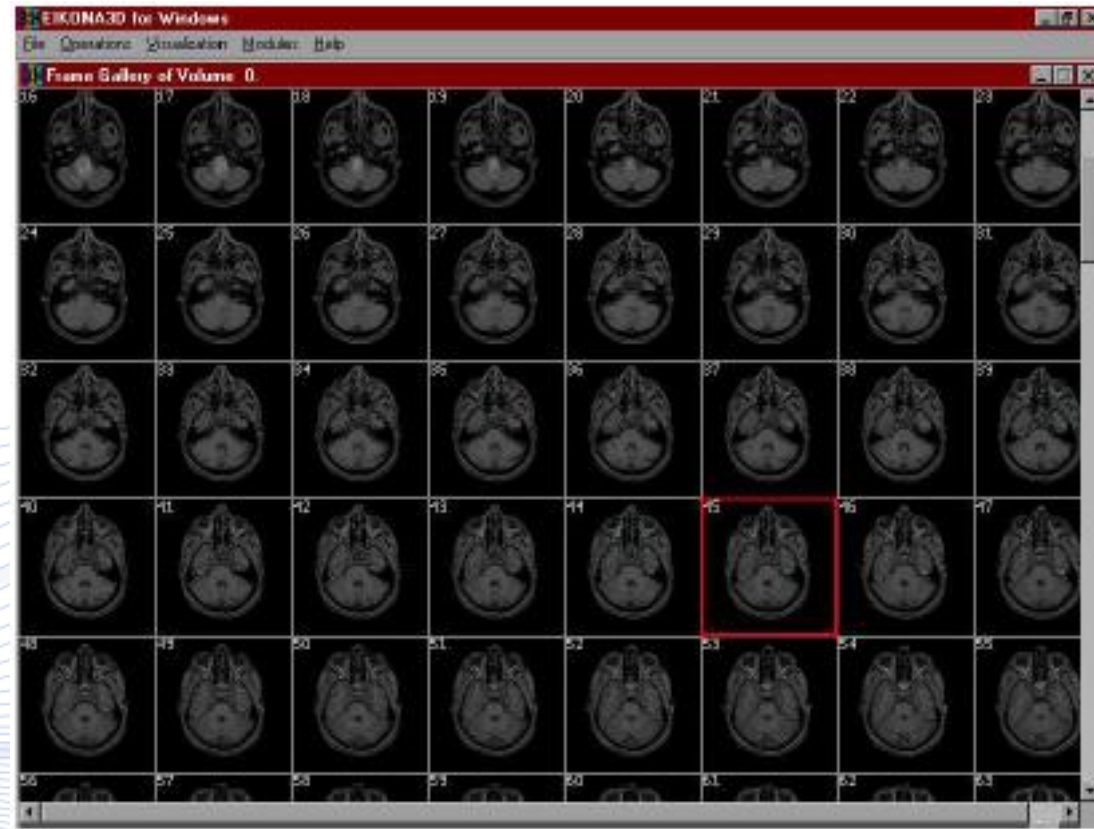 EIKONA3D for Windows
File Operations Visualization Modules Help
Frame Gallery of Volume 0.
16 17 18 19 20 21 22 23
24 25 26 27 28 29 30 31
32 33 34 35 36 37 38 39
40 41 42 43 44 45 46 47
48 49 50 51 52 53 54 55
56 57 58 59 60 61 62 63